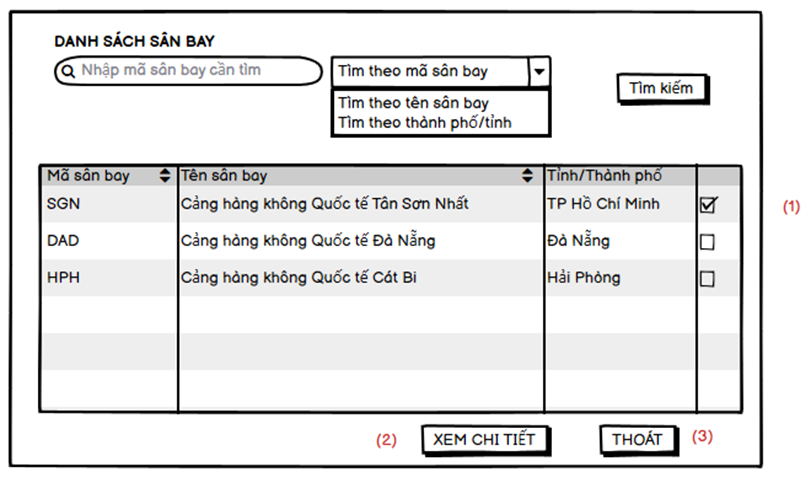 DANH SÁCH SÂN BAY
Nhập mã sân bay cần tìm
Tìm theo mã sân bay
Tìm theo tên sân bay
Tìm theo thành phố/tỉnh
Tìm kiếm
Mã sân bay Tên sân bay Tỉnh/Thành phố
SGN Cảng hàng không Quốc tế Tân Sơn Nhất TP Hồ Chí Minh (1)
DAD Cảng hàng không Quốc tế Đà Nẵng Đà Nẵng
HPH Cảng hàng không Quốc tế Cát Bi Hải Phòng
(2) XEM CHI TIẾT THOÁT (3)